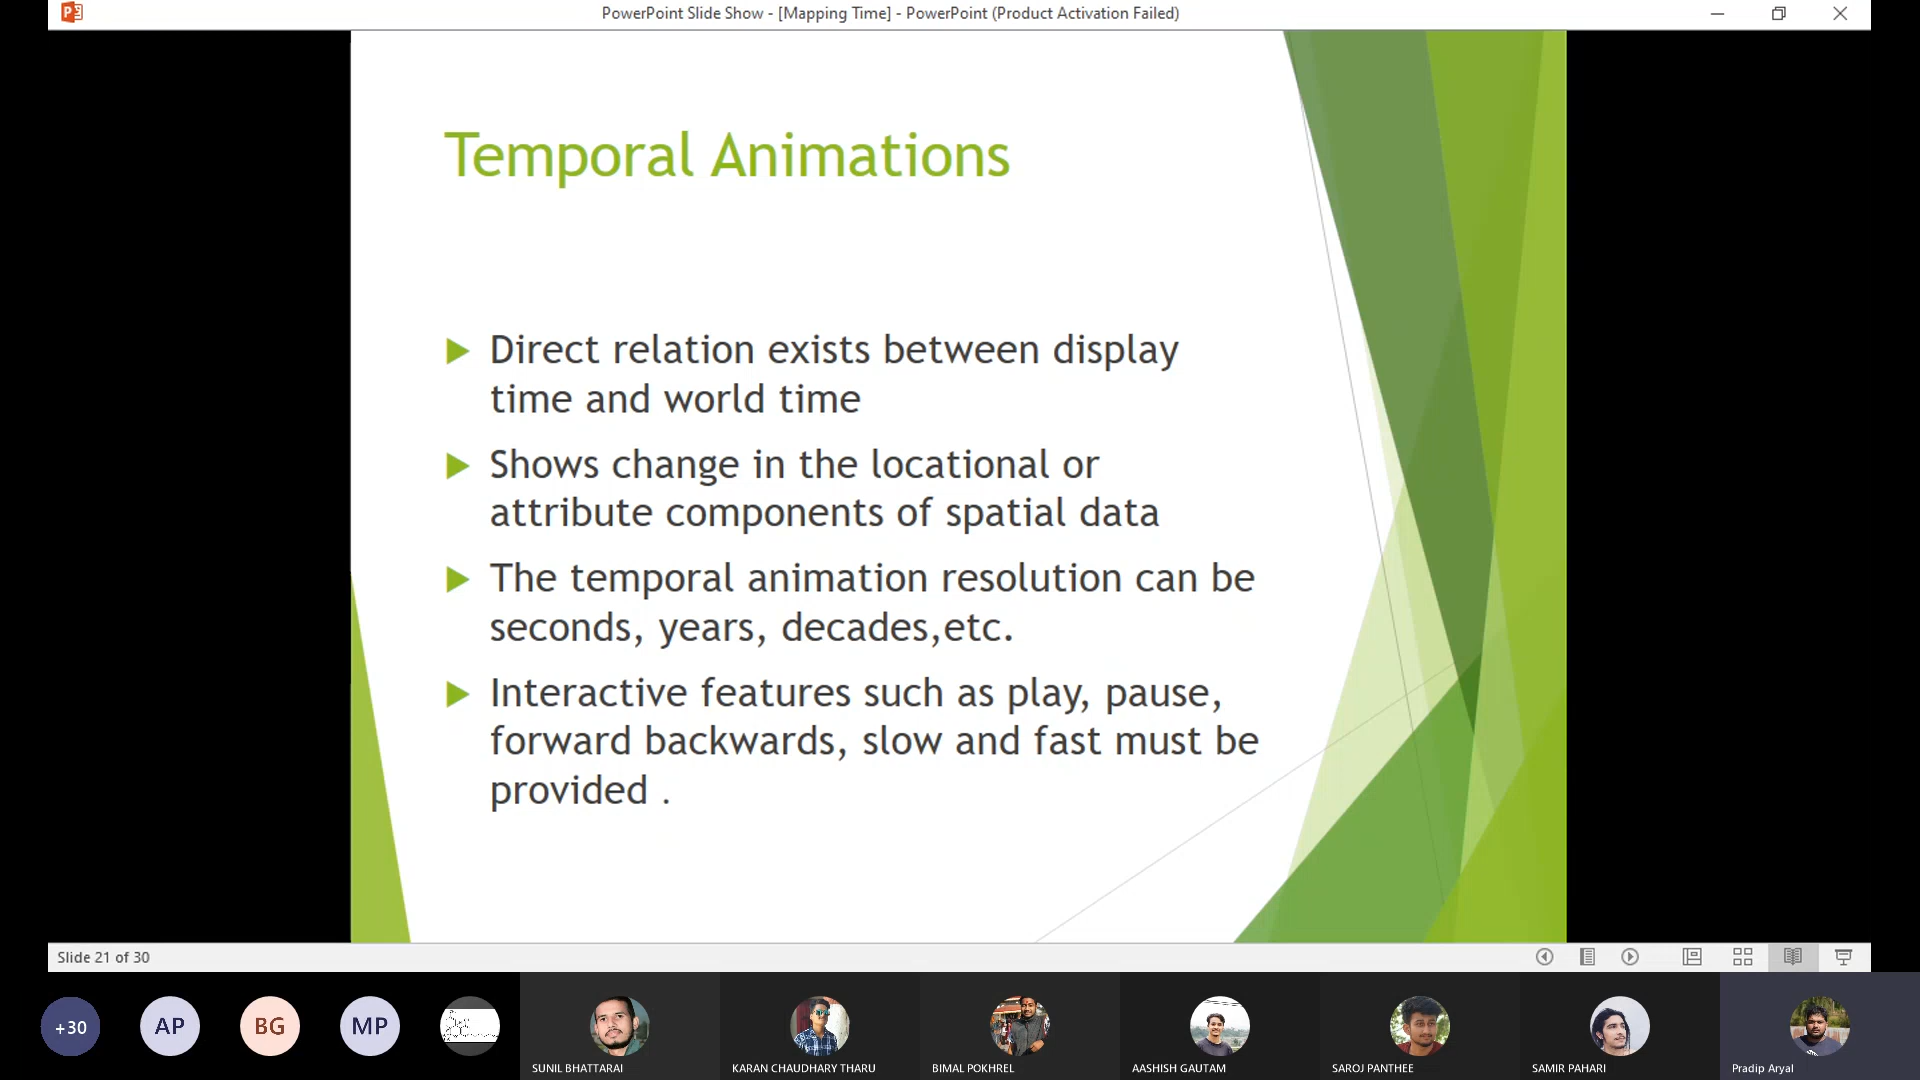 PowerPoint Slide Show - [Mapping Time] - PowerPoint (Product Activation Failed)
Temporal Animations
Direct relation exists between display
time and world time
Shows change in the locational or
attribute components of spatial data
The temporal animation resolution can be
seconds, years, decades,etc.
Interactive features such as play, pause,
forward backwards, slow and fast must be
provided .
Slide 21 of 30
+30
AP
BG
MP
SUNIL BHATTARAI
KARAN CHAUDHARY THARU
BIMAL POKHREL
AASHISH GAUTAM
SAROJ PANTHEE
SAMIR PAHARI
Pradip Aryal